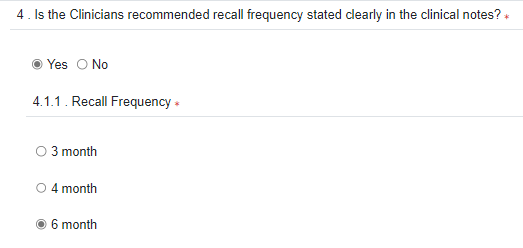 4 . Is the Clinicians recommended recall frequency stated clearly in the clinical notes? *
Yes No
4.1.1 . Recall Frequency *
3 month
4 month
6 month